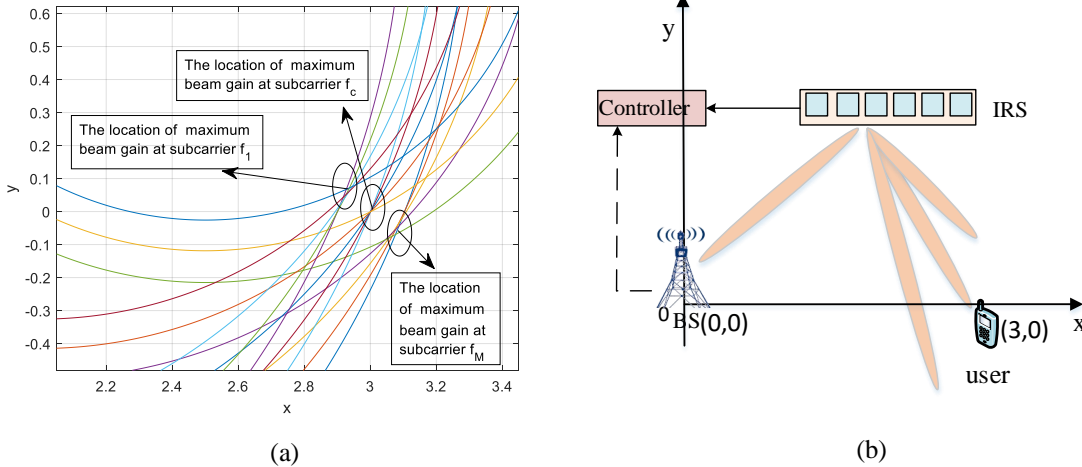 0.6
0.5
0.4
0.3
0.2
0.1
0
-0.1
-0.2
-0.3
-0.4
y
The location of maximum
beam gain at subcarrier f_c
The location of maximum
beam gain at subcarrier f_1
The location
of maximum
beam gain at
subcarrier f_M
2.2
2.4
2.6
2.8
3
3.2
3.4
x
(a)
y
Controller
IRS
0
BS
(0,0)
(3,0)
x
user
(b)